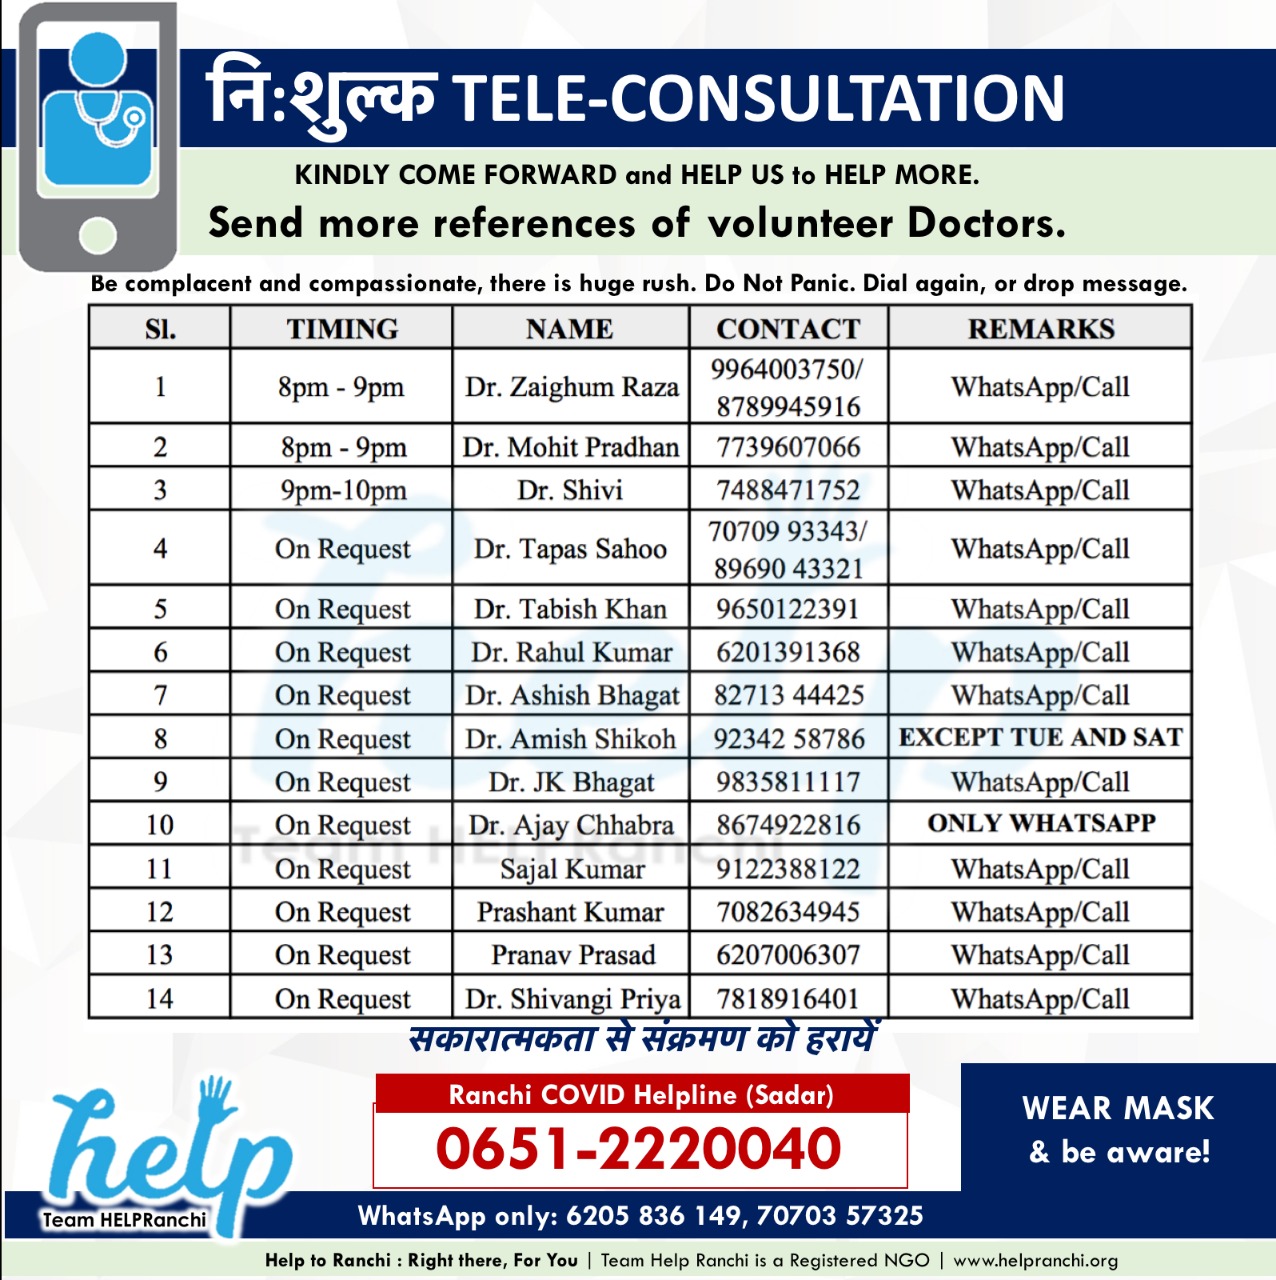 नि:शुल्क TELE-CONSULTATION
KINDLY COME FORWARD and HELP US to HELP MORE.
Send more references of volunteer Doctors.
Be complacent and compassionate, there is huge rush. Do Not Panic. Dial again, or drop message.
Sl. TIMING NAME CONTACT REMARKS
1 8pm - 9pm Dr. Zaighum Raza 9964003750/ 8789945916 WhatsApp/Call
2 8pm - 9pm Dr. Mohit Pradhan 7739607066 WhatsApp/Call
3 9pm-10pm Dr. Shivi 7488471752 WhatsApp/Call
4 On Request Dr. Tapas Sahoo 70709 93343/ 89690 43321 WhatsApp/Call
5 On Request Dr. Tabish Khan 9650122391 WhatsApp/Call
6 On Request Dr. Rahul Kumar 6201391368 WhatsApp/Call
7 On Request Dr. Ashish Bhagat 82713 44425 WhatsApp/Call
8 On Request Dr. Amish Shikoh 92342 58786 EXCEPT TUE AND SAT
9 On Request Dr. JK Bhagat 9835811117 WhatsApp/Call
10 On Request Dr. Ajay Chhabra 8674922816 ONLY WHATSAPP
11 On Request Sajal Kumar 9122388122 WhatsApp/Call
12 On Request Prashant Kumar 7082634945 WhatsApp/Call
13 On Request Pranav Prasad 6207006307 WhatsApp/Call
14 On Request Dr. Shivangi Priya 7818916401 WhatsApp/Call
help
Team HELPRanchi
सकारात्मकता से संक्रमण को हरायें
help
Team HELPRanchi
Ranchi COVID Helpline (Sadar)
0651-2220040
WEAR MASK
& be aware!
WhatsApp only: 6205 836 149, 70703 57325
Help to Ranchi : Right there, For You | Team Help Ranchi is a Registered NGO | www.helpranchi.org